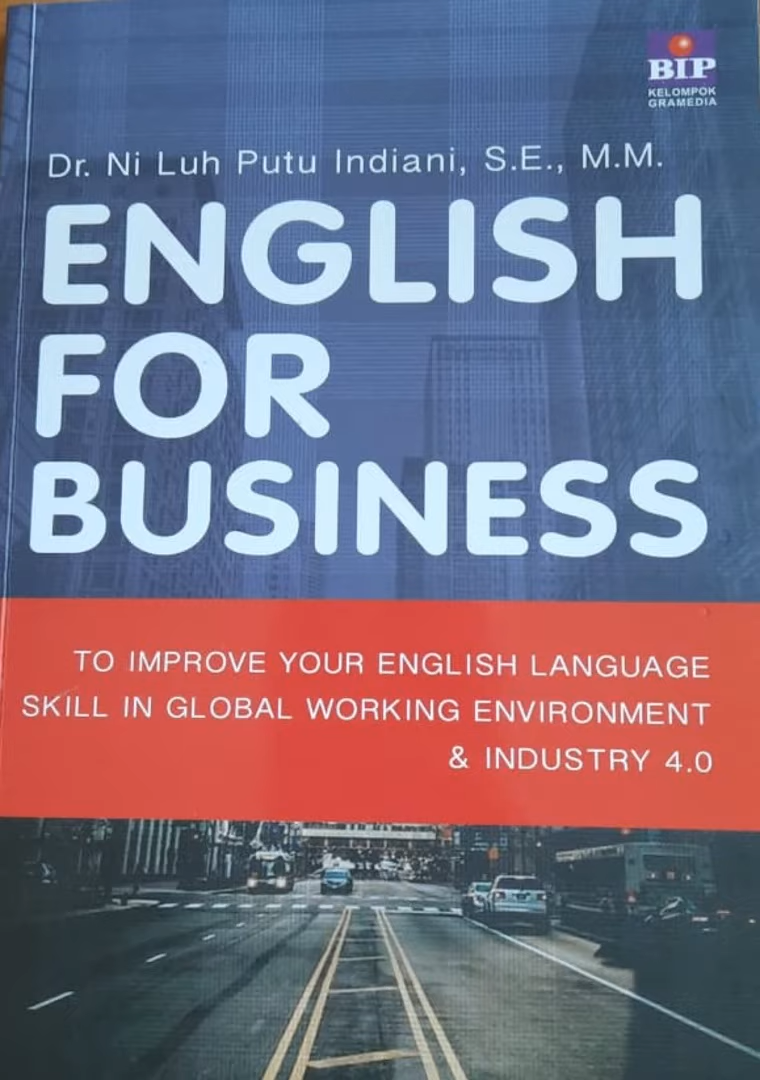 BIP
KELOMPOK
GRAMEDIA
Dr. Ni Luh Putu Indiani, S.E., M.M.
ENGLISH
FOR
BUSINESS
TO IMPROVE YOUR ENGLISH LANGUAGE
SKILL IN GLOBAL WORKING ENVIRONMENT
& INDUSTRY 4.0